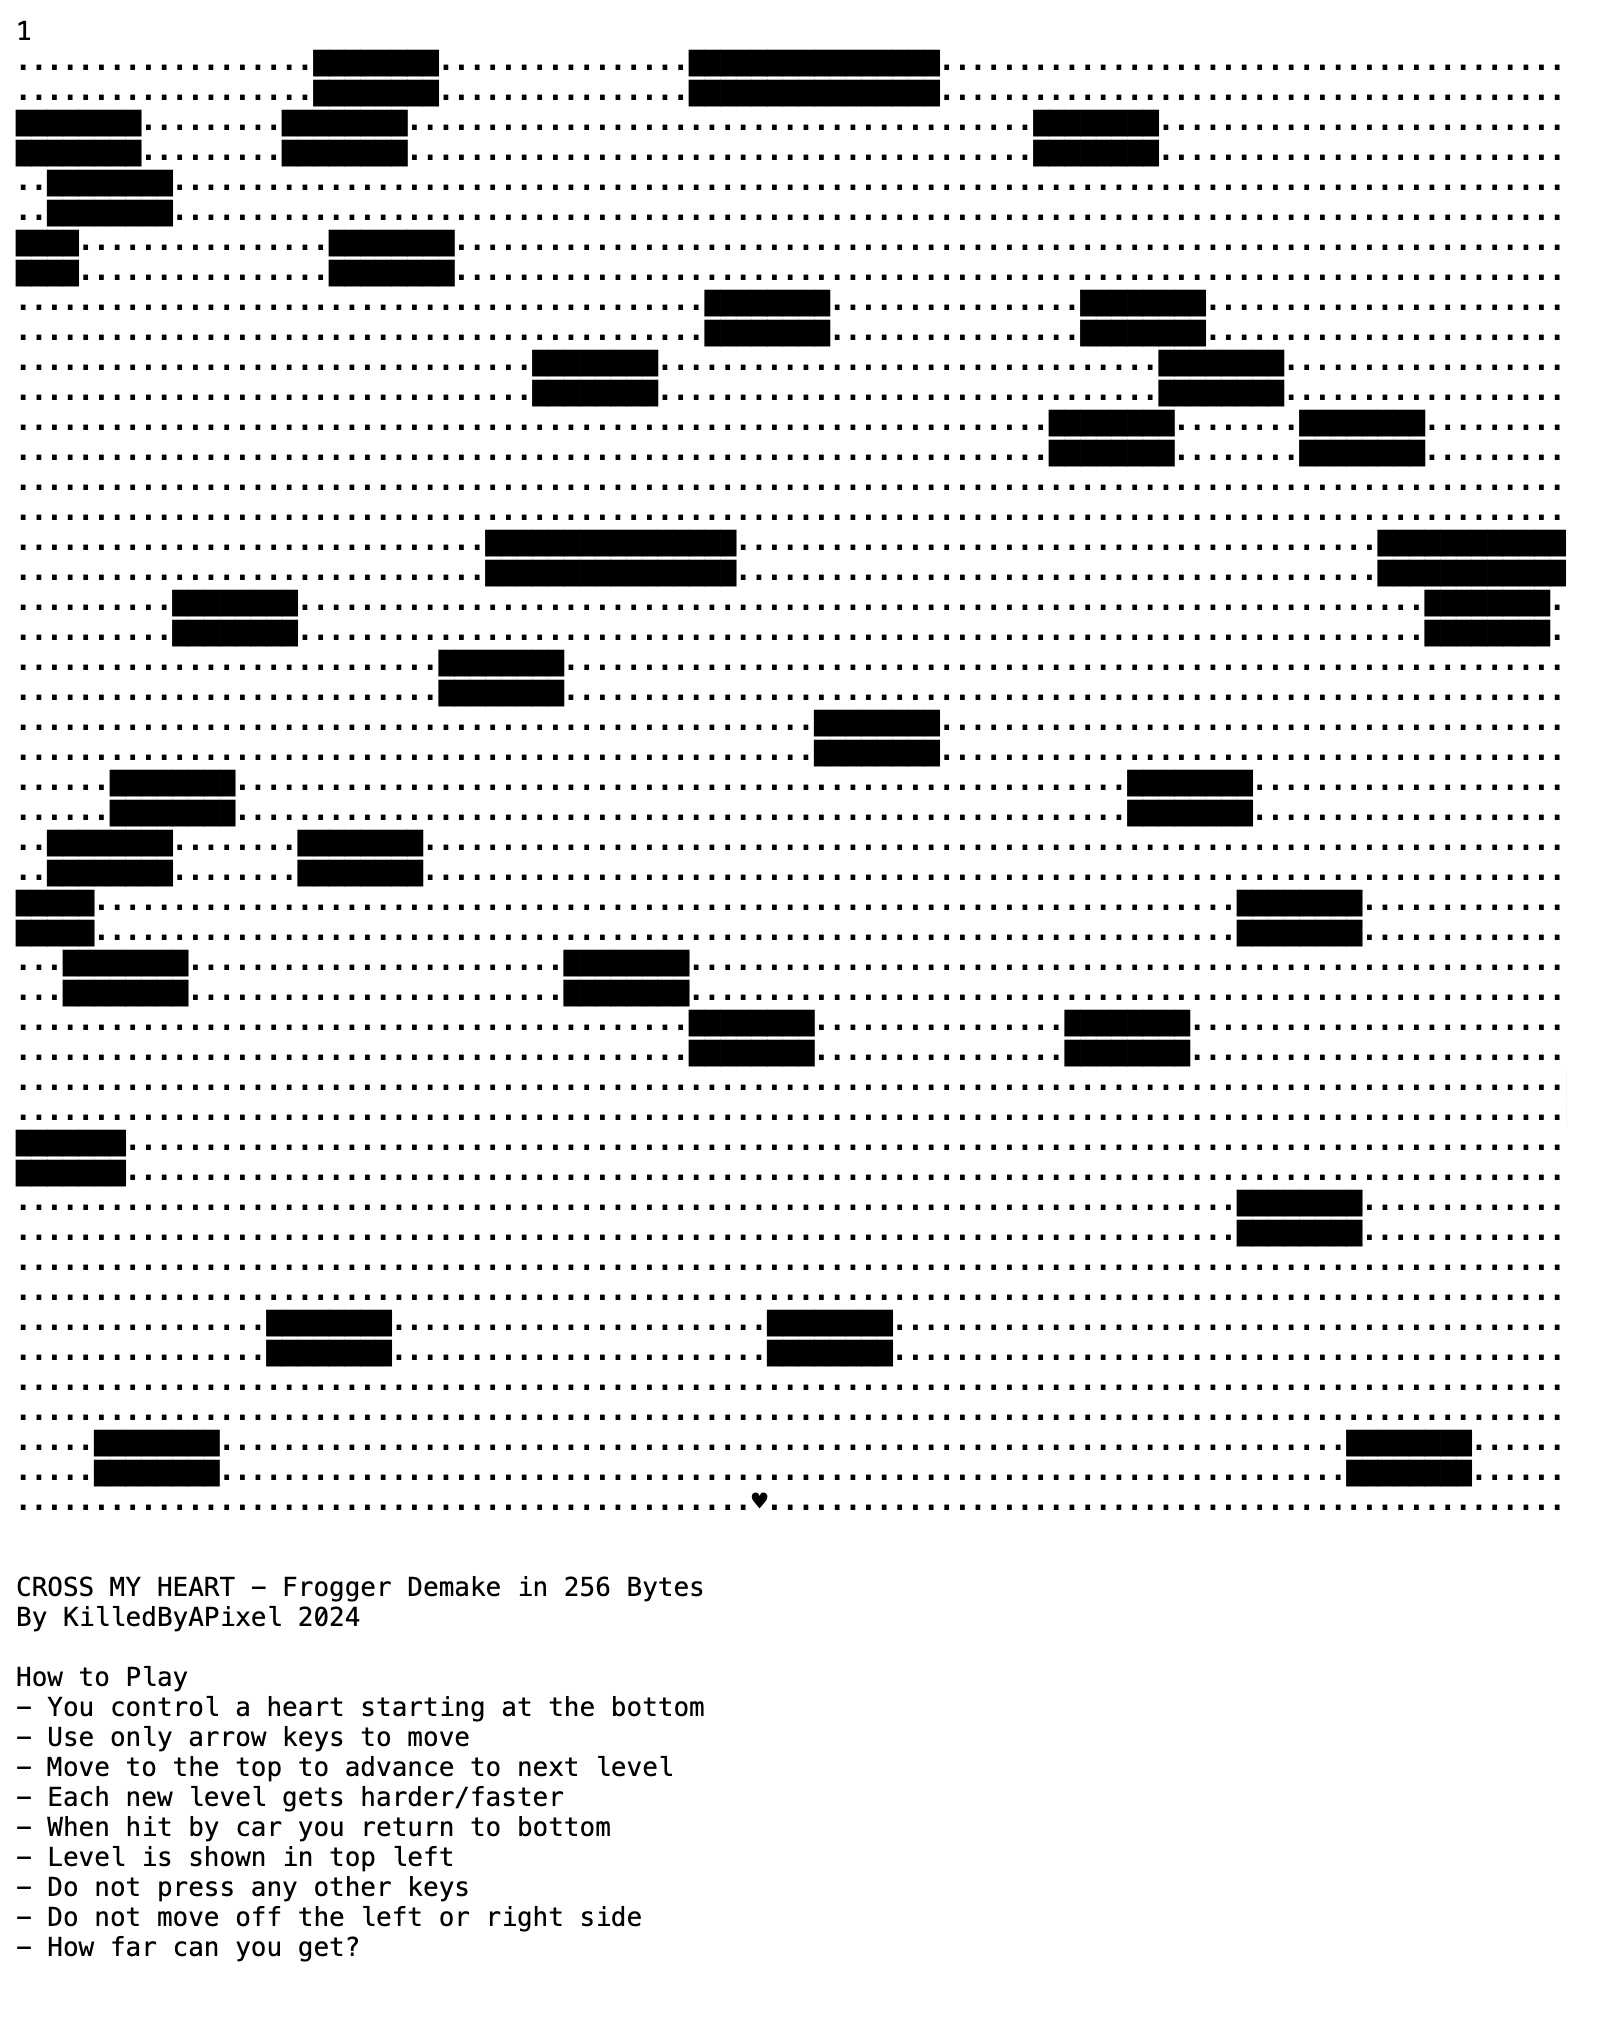 1
♥
CROSS MY HEART – Frogger Demake in 256 Bytes
By KilledByAPixel 2024
How to Play
– You control a heart starting at the bottom
– Use only arrow keys to move
– Move to the top to advance to next level
– Each new level gets harder/faster
– When hit by car you return to bottom
– Level is shown in top left
– Do not press any other keys
– Do not move off the left or right side
– How far can you get?